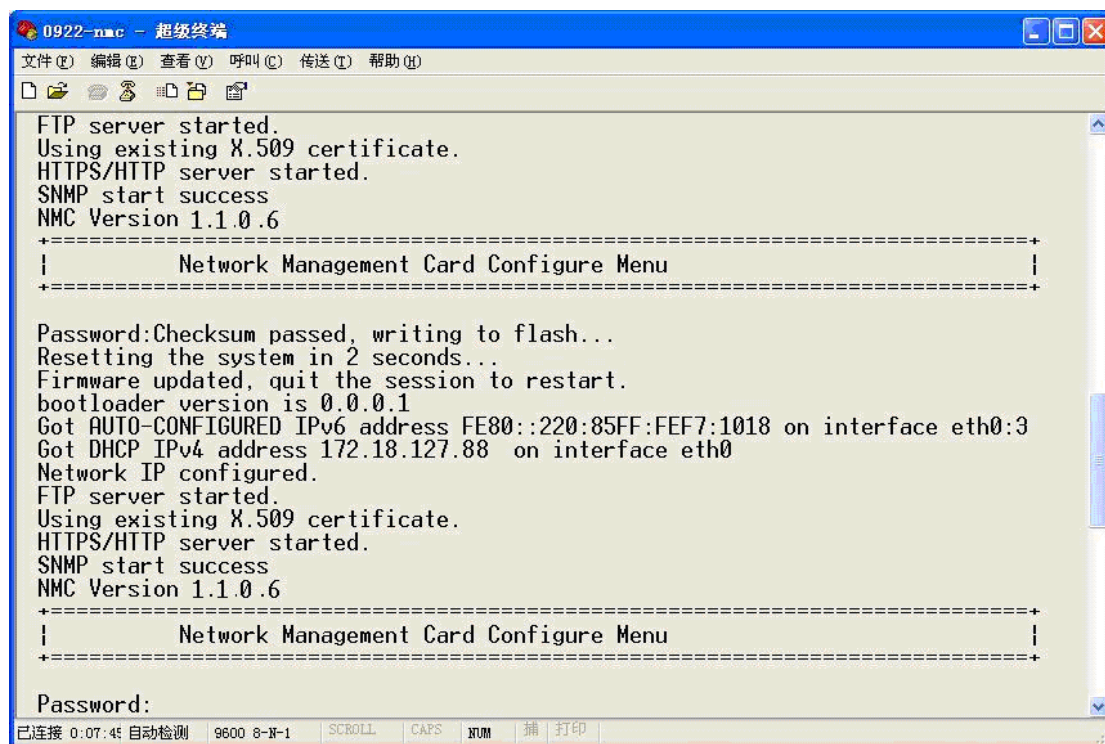 0922-nmc - 超级终端
文件(F) 编辑(E) 查看(V) 呼叫(C) 传送(T) 帮助(H)
FTP server started.
Using existing X.509 certificate.
HTTPS/HTTP server started.
SNMP start success
NMC Version 1.1.0.6
+=========================================================================+
| Network Management Card Configure Menu |
+=========================================================================+
Password:Checksum passed, writing to flash...
Resetting the system in 2 seconds...
Firmware updated, quit the session to restart.
bootloader version is 0.0.0.1
Got AUTO-CONFIGURED IPv6 address FE80::220:85FF:FEF7:1018 on interface eth0:3
Got DHCP IPv4 address 172.18.127.88 on interface eth0
Network IP configured.
FTP server started.
Using existing X.509 certificate.
HTTPS/HTTP server started.
SNMP start success
NMC Version 1.1.0.6
+=========================================================================+
| Network Management Card Configure Menu |
+=========================================================================+
Password:
已连接 0:07:45 自动检测 9600 8-N-1 SCROLL CAPS NUM 捕 打印